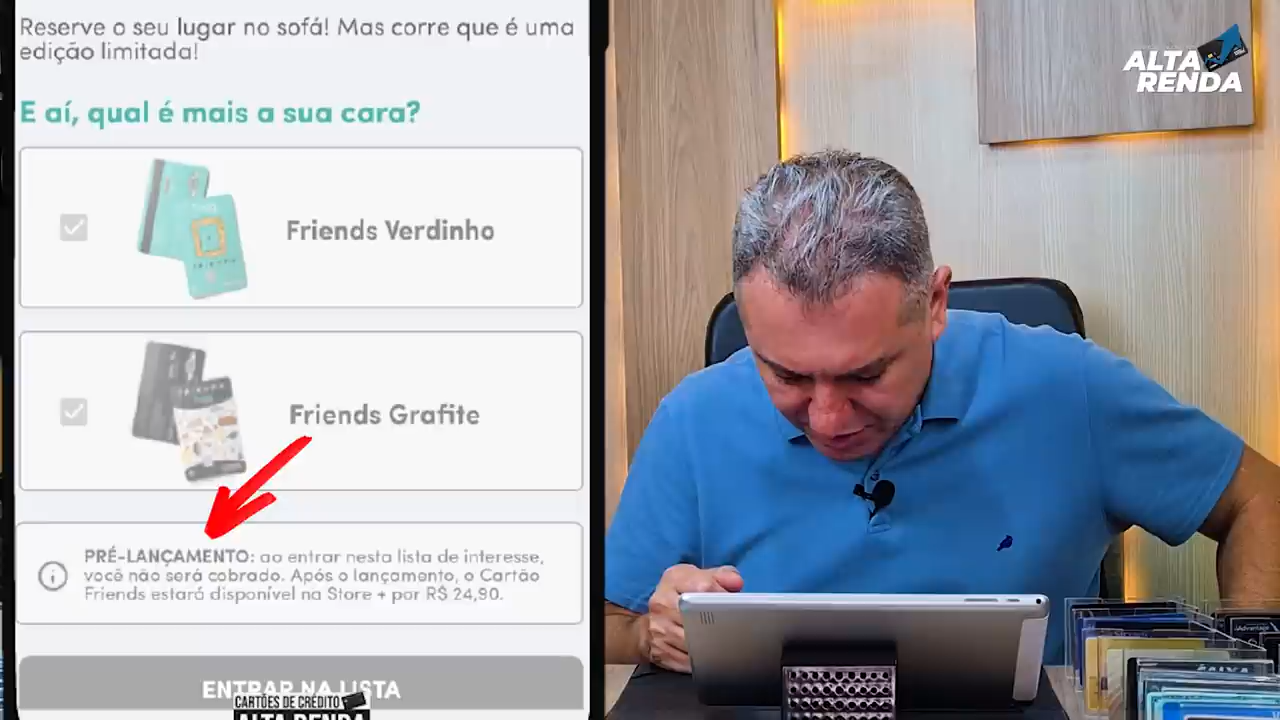 Reserve o seu lugar no sofá! Mas corre que é uma
edição limitada!
E aí, qual é mais a sua cara?
Friends Verdinho
Friends Grafite
PRÉ-LANÇAMENTO: ao entrar nesta lista de interesse,
você não será cobrado. Após o lançamento, o Cartão
Friends estará disponível na Store + por R$ 24,90.
ENTRAR NA LISTA
CARTÕES DE CRÉDITO
ALTA RENDA
ALTA
RENDA
Advantage
CAIXA